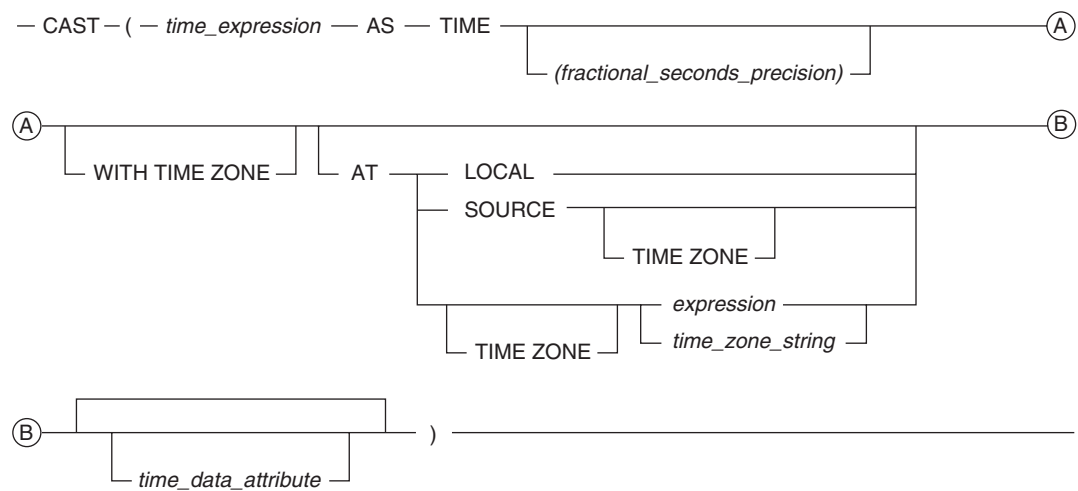 CAST ( time_expression AS TIME A
(fractional_seconds_precision)
A B
WITH TIME ZONE AT LOCAL
SOURCE
TIME ZONE
expression
TIME ZONE time_zone_string
B )
time_data_attribute